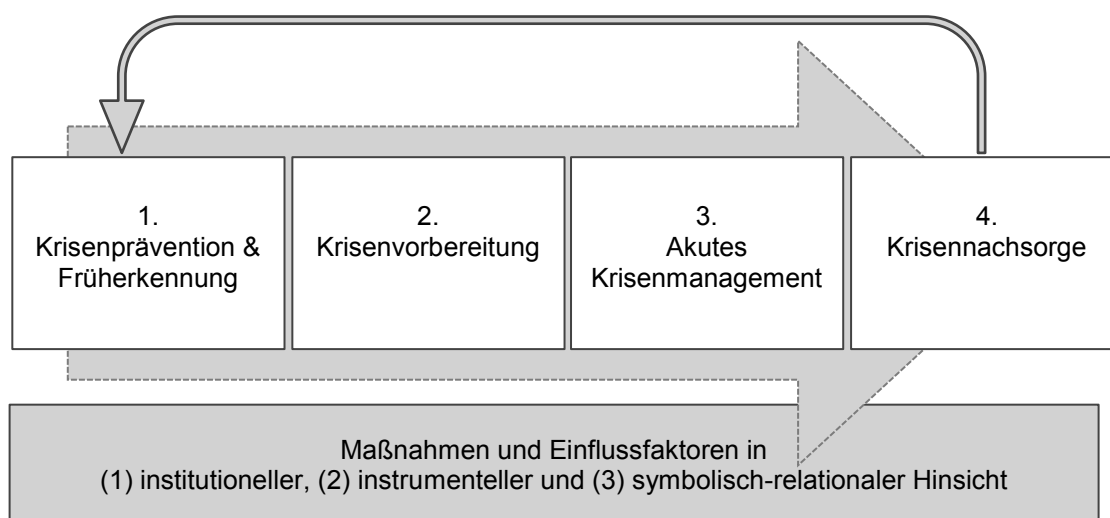 1.
Krisenprävention &
Früherkennung
2.
Krisenvorbereitung
3.
Akutes
Krisenmanagement
4.
Krisennachsorge
Maßnahmen und Einflussfaktoren in
(1) institutioneller, (2) instrumenteller und (3) symbolisch-relationaler Hinsicht